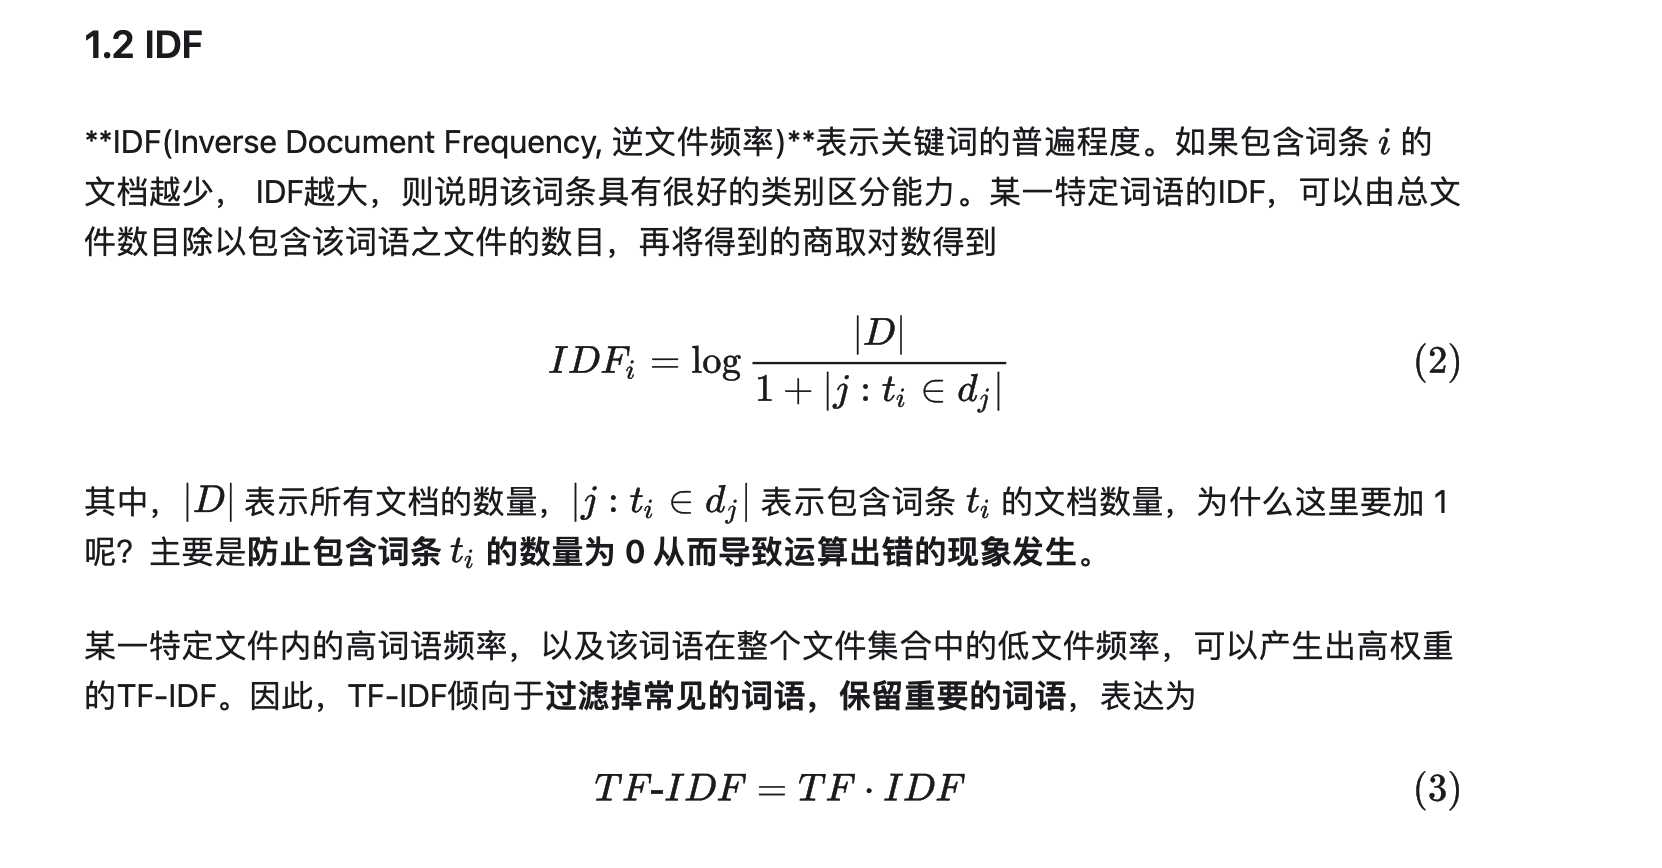 1.2 IDF
**IDF(Inverse Document Frequency, 逆文件频率)**表示关键词的普遍程度。如果包含词条 i 的
文档越少， IDF越大，则说明该词条具有很好的类别区分能力。某一特定词语的IDF，可以由总文
件数目除以包含该词语之文件的数目，再将得到的商取对数得到
IDF_i = log |D| / (1 + |j : t_i ∈ d_j|) (2)
其中，|D| 表示所有文档的数量，|j : t_i ∈ d_j| 表示包含词条 t_i 的文档数量，为什么这里要加 1
呢？主要是防止包含词条 t_i 的数量为 0 从而导致运算出错的现象发生。
某一特定文件内的高词语频率，以及该词语在整个文件集合中的低文件频率，可以产生出高权重
的TF-IDF。因此，TF-IDF倾向于过滤掉常见的词语，保留重要的词语，表达为
TF-IDF = TF · IDF (3)